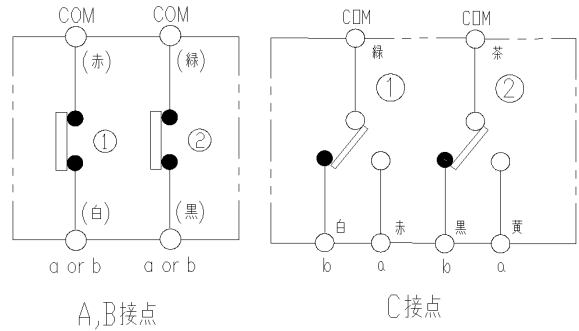 COM COM
(赤) (緑)
① ②
(白) (黒)
a or b a or b
A,B接点
COM COM
緑 茶
① ②
白 赤 黒 黄
b a b a
C接点